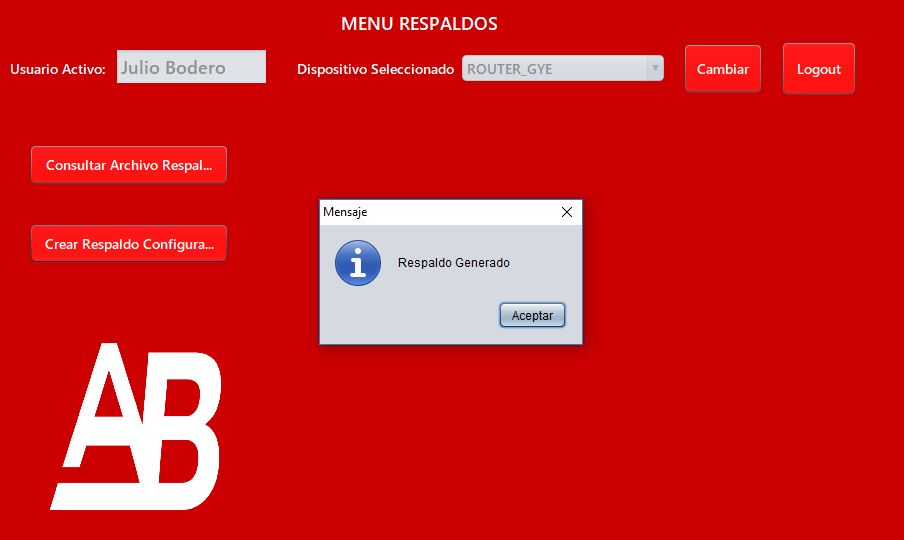 MENU RESPALDOS
Usuario Activo: Julio Bodero Dispositivo Seleccionado ROUTER_GYE Cambiar Logout
Consultar Archivo Respal...
Mensaje
Crear Respaldo Configura...
Respaldo Generado
Aceptar
AB